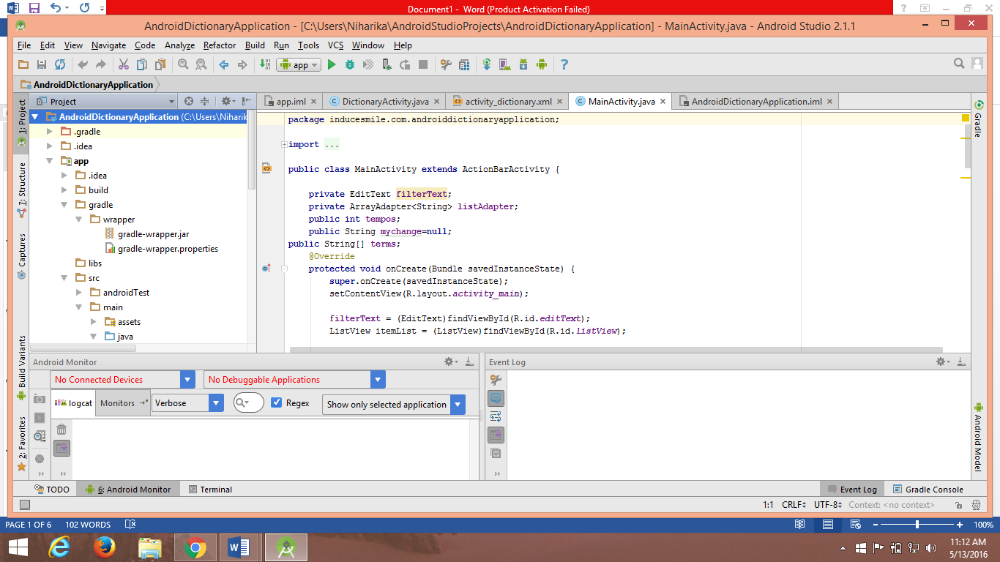 Document1 - Word (Product Activation Failed)
AndroidDictionaryApplication - [C:\Users\Niharika\AndroidStudioProjects\AndroidDictionaryApplication] - MainActivity.java - Android Studio 2.1.1
File Edit View Navigate Code Analyze Refactor Build Run Tools VCS Window Help
app
AndroidDictionaryApplication
Project
app.iml DictionaryActivity.java activity_dictionary.xml MainActivity.java AndroidDictionaryApplication.iml
1: Project
7: Structure
Captures
Build Variants
2: Favorites
AndroidDictionaryApplication (C:\Users\Niharik
.gradle
.idea
app
.idea
build
gradle
wrapper
gradle-wrapper.jar
gradle-wrapper.properties
libs
src
androidTest
main
assets
java
package inducesmile.com.androiddictionaryapplication;
import ...
public class MainActivity extends ActionBarActivity {
private EditText filterText;
private ArrayAdapter<String> listAdapter;
public int tempos;
public String mychange=null;
public String[] terms;
@Override
protected void onCreate(Bundle savedInstanceState) {
super.onCreate(savedInstanceState);
setContentView(R.layout.activity_main);
filterText = (EditText)findViewById(R.id.editText);
ListView itemList = (ListView)findViewById(R.id.listView);
Gradle
Android Model
Android Monitor
No Connected Devices No Debuggable Applications
logcat Monitors Verbose Regex Show only selected application
Event Log
TODO 6: Android Monitor Terminal Event Log Gradle Console
1:1 CRLF UTF-8 Context: <no context>
PAGE 1 OF 6 102 WORDS 100%
11:12 AM
5/13/2016